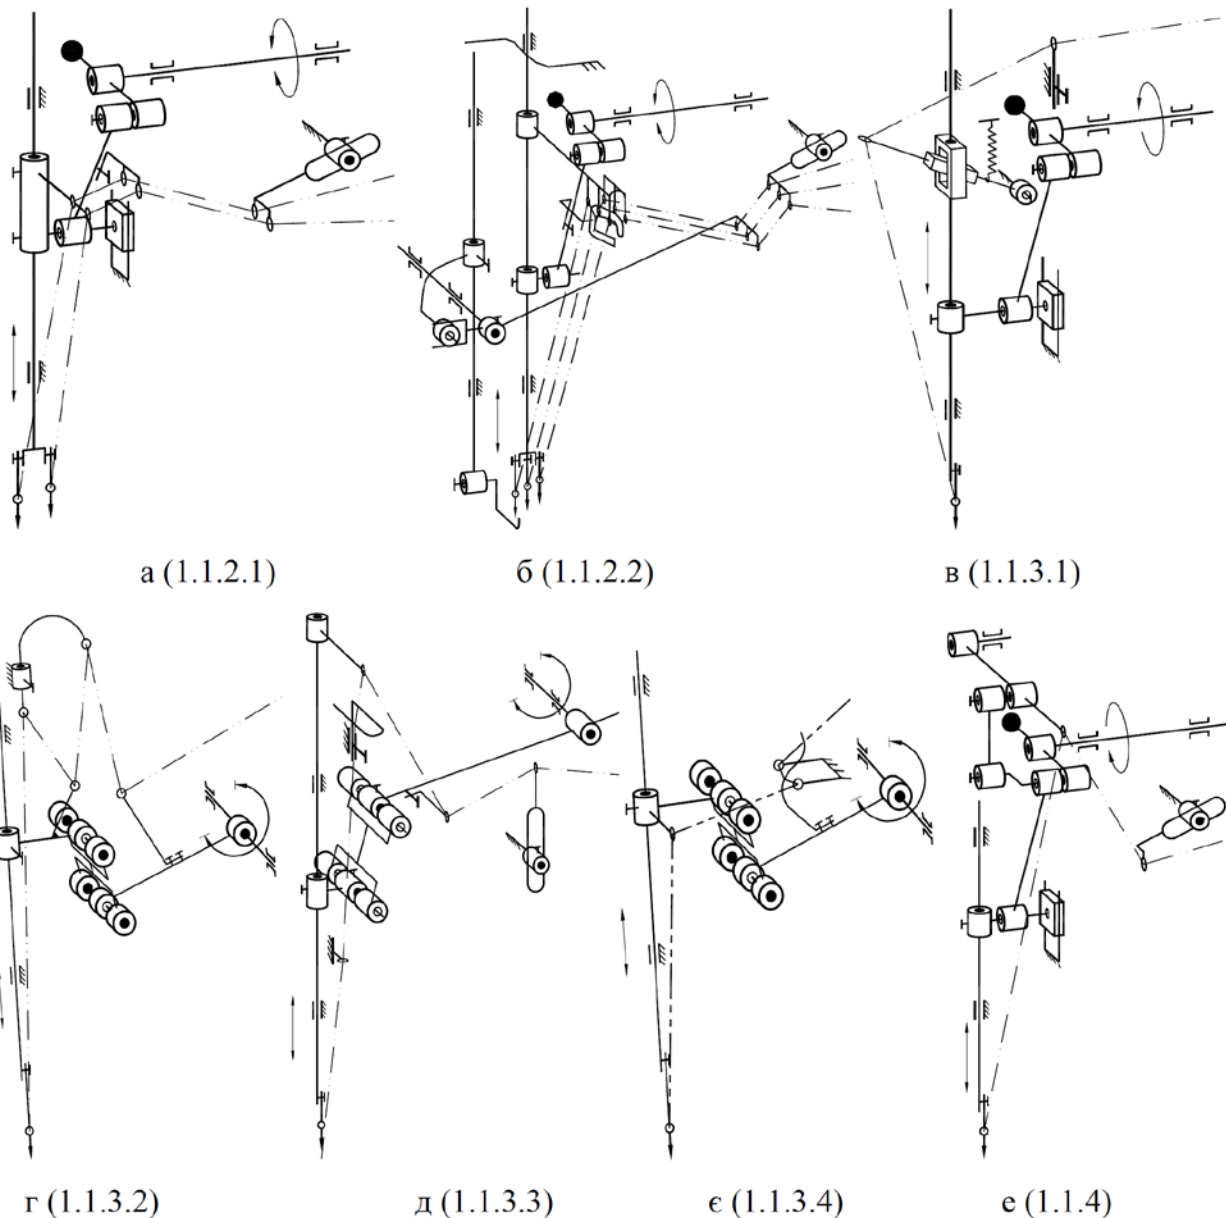 а (1.1.2.1)
б (1.1.2.2)
в (1.1.3.1)
г (1.1.3.2)
д (1.1.3.3)
є (1.1.3.4)
е (1.1.4)